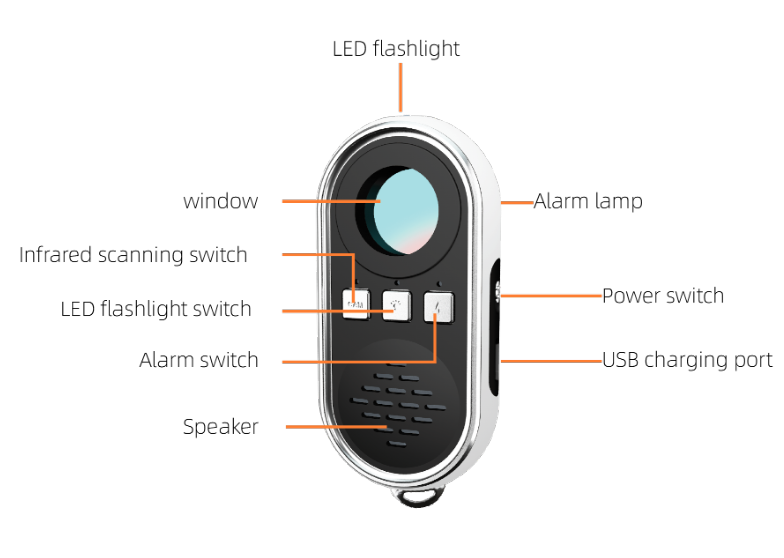 LED flashlight
window
Alarm lamp
Infrared scanning switch
Power switch
LED flashlight switch
Alarm switch
USB charging port
Speaker